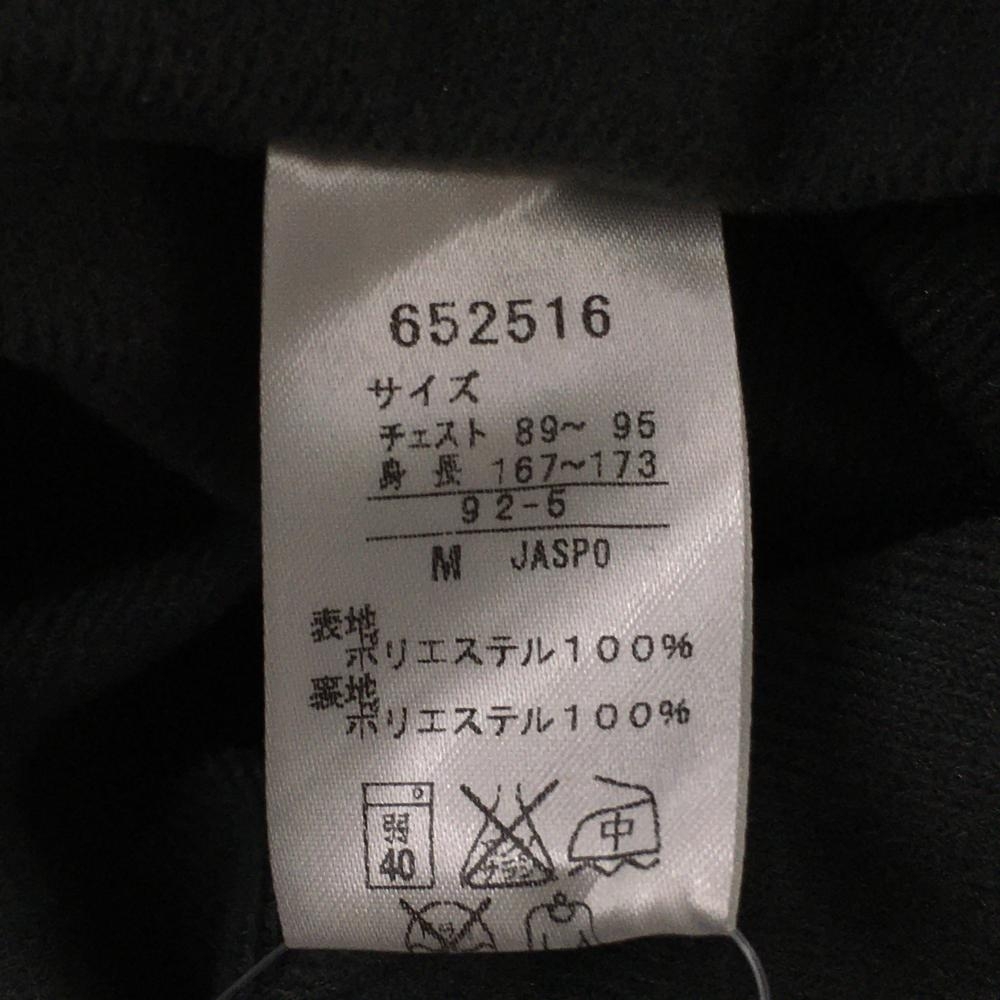 652516
サイズ
チェスト 89～ 95
身 長 167～173
92-5
M JASPO
表地
ポリエステル100%
裏地
ポリエステル100%
弱
40
中